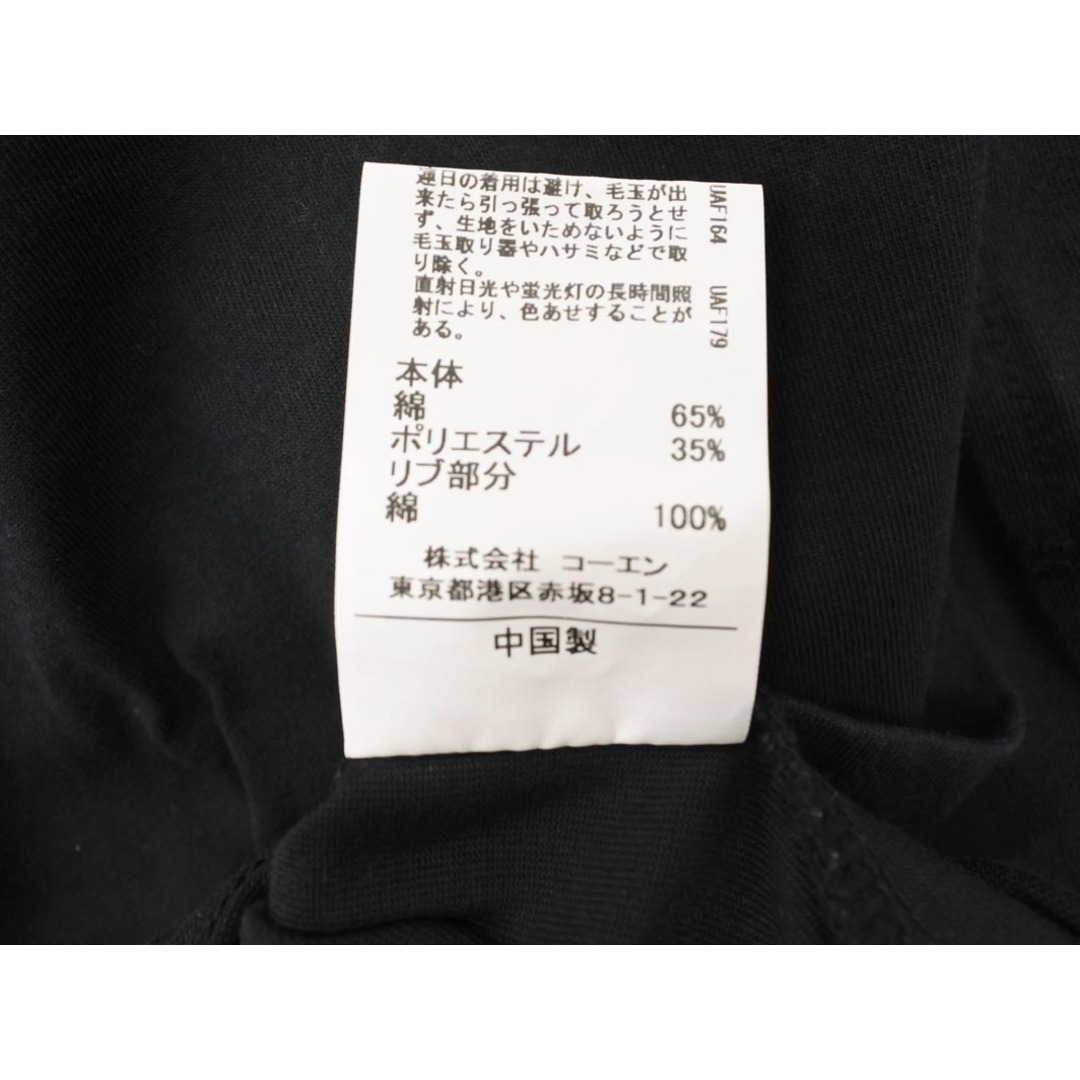 連日の着用は避け、毛玉が出
来たら引っ張って取ろうとせ
ず、生地をいためないように
毛玉取り器やハサミなどで取
り除く。
直射日光や蛍光灯の長時間照
射により、色あせすることが
ある。
UAF164
UAF179
本体
綿 65%
ポリエステル 35%
リブ部分
綿 100%
株式会社 コーエン
東京都港区赤坂8-1-22
中国製